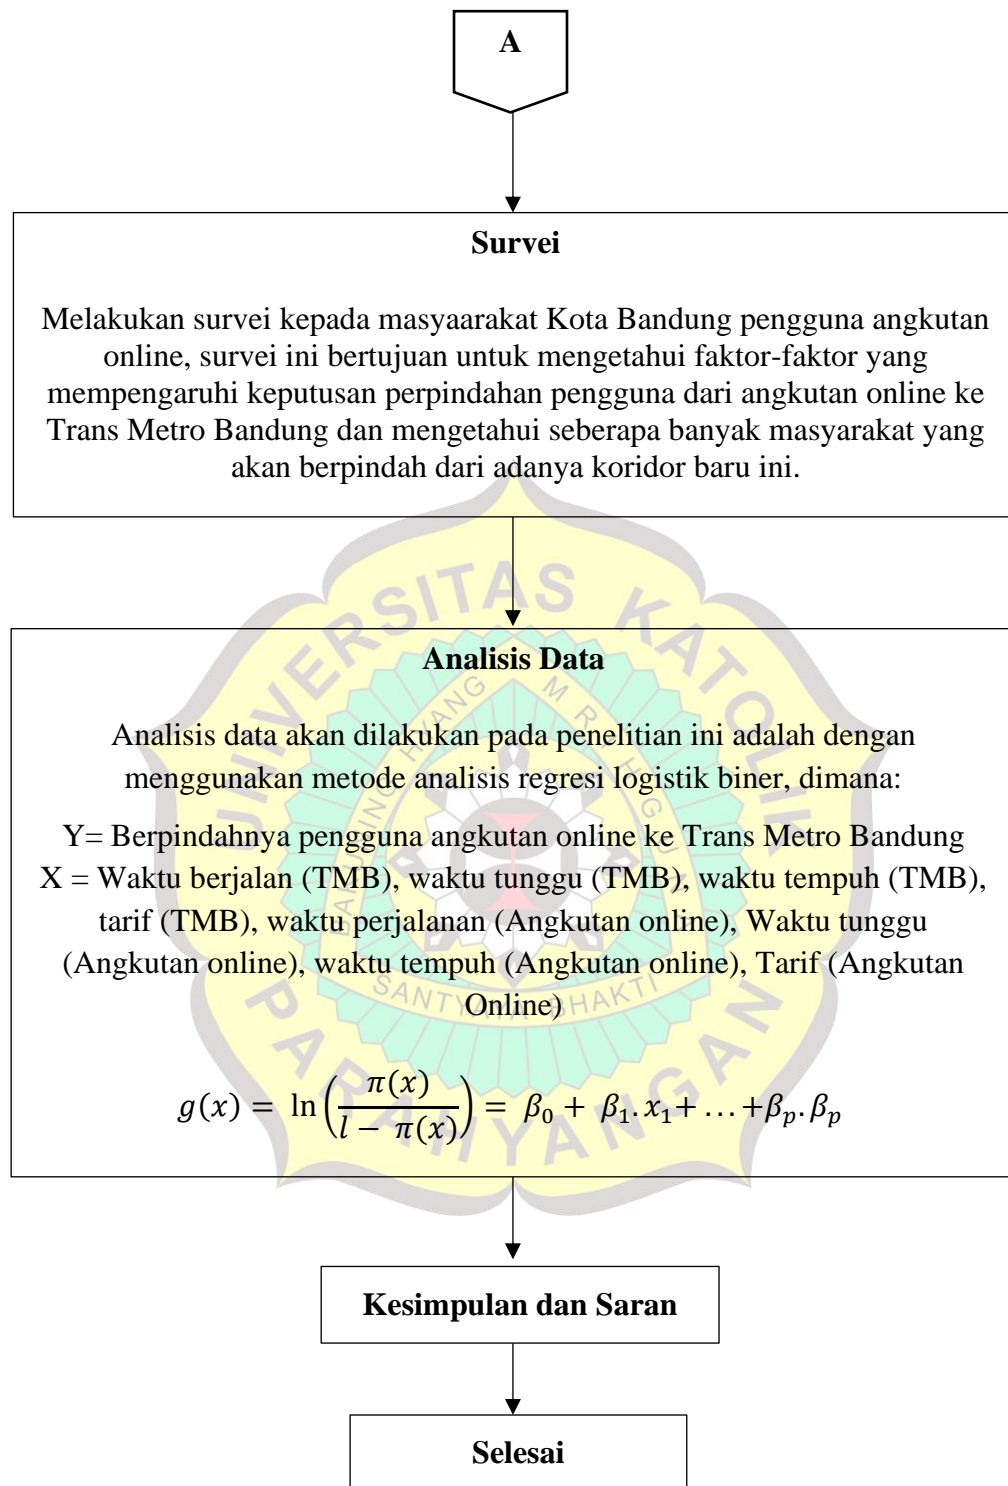 A
Survei
Melakukan survei kepada masyaarakat Kota Bandung pengguna angkutan
online, survei ini bertujuan untuk mengetahui faktor-faktor yang
mempengaruhi keputusan perpindahan pengguna dari angkutan online ke
Trans Metro Bandung dan mengetahui seberapa banyak masyarakat yang
akan berpindah dari adanya koridor baru ini.
UNIVERSITAS KATOLIK
Analisis Data
Analisis data akan dilakukan pada penelitian ini adalah dengan
menggunakan metode analisis regresi logistik biner, dimana:
Y= Berpindahnya pengguna angkutan online ke Trans Metro Bandung
X = Waktu berjalan (TMB), waktu tunggu (TMB), waktu tempuh (TMB),
tarif (TMB), waktu perjalanan (Angkutan online), Waktu tunggu
(Angkutan online), waktu tempuh (Angkutan online), Tarif (Angkutan
Online)
SANTYAYA BHAKTI
g(x) = ln(π(x) / (l − π(x))) = β₀ + β₁. x₁+ … +βₚ. βₚ
PARAHYANGAN
Kesimpulan dan Saran
Selesai